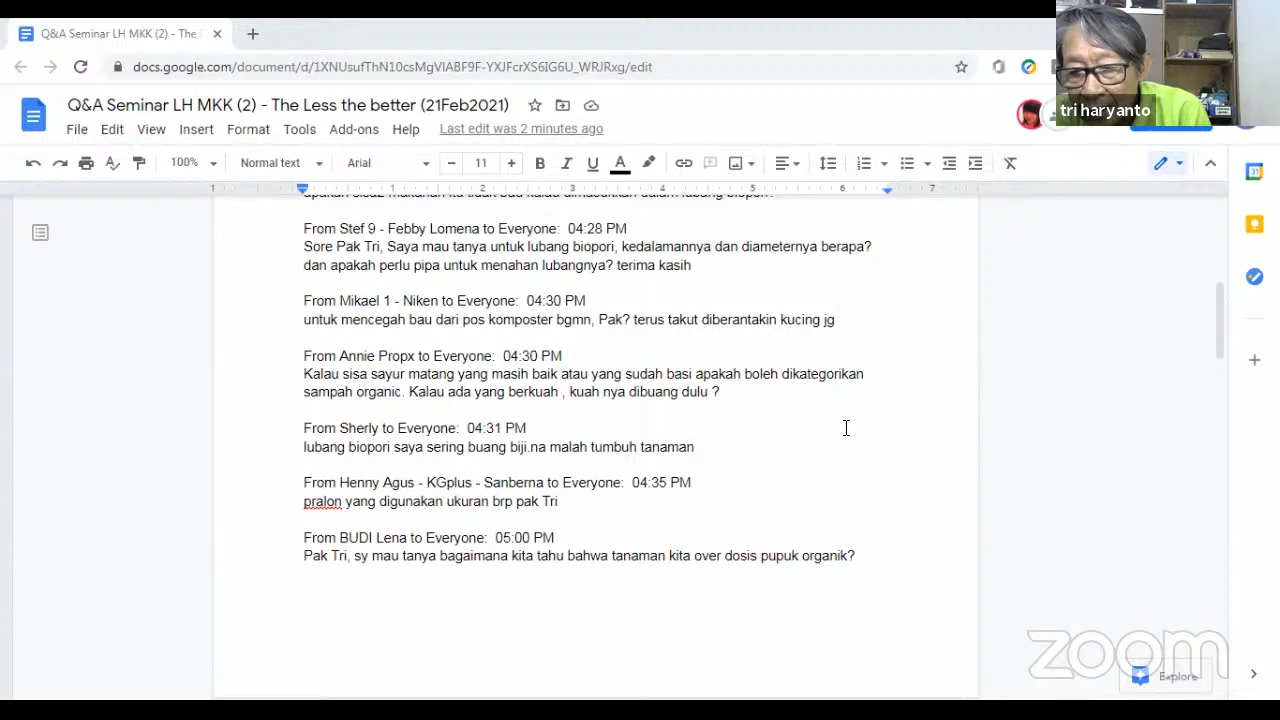 Q&A Seminar LH MKK (2) - The
docs.google.com/document/d/1XNUsufThN10csMgVlABF9F-YXJFcrXS6IG6U_WRJRxg/edit
tri haryanto
Q&A Seminar LH MKK (2) - The Less the better (21Feb2021)
File Edit View Insert Format Tools Add-ons Help Last edit was 2 minutes ago
100% Normal text Arial 11
1 1 2 3 4 5 6 7
From Stef 9 - Febby Lomena to Everyone: 04:28 PM
Sore Pak Tri, Saya mau tanya untuk lubang biopori, kedalamannya dan diameternya berapa?
dan apakah perlu pipa untuk menahan lubangnya? terima kasih
From Mikael 1 - Niken to Everyone: 04:30 PM
untuk mencegah bau dari pos komposter bgmn, Pak? terus takut diberantakin kucing jg
From Annie Propx to Everyone: 04:30 PM
Kalau sisa sayur matang yang masih baik atau yang sudah basi apakah boleh dikategorikan
sampah organic. Kalau ada yang berkuah , kuah nya dibuang dulu ?
From Sherly to Everyone: 04:31 PM
lubang biopori saya sering buang biji.na malah tumbuh tanaman
From Henny Agus - KGplus - Sanberna to Everyone: 04:35 PM
pralon yang digunakan ukuran brp pak Tri
From BUDI Lena to Everyone: 05:00 PM
Pak Tri, sy mau tanya bagaimana kita tahu bahwa tanaman kita over dosis pupuk organik?
zoom
Explore